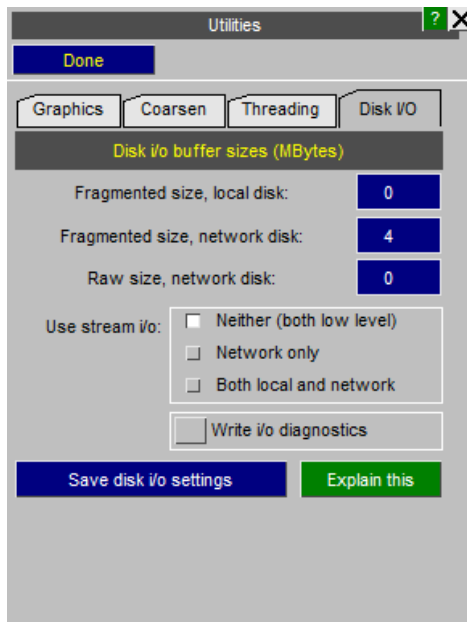 Utilities
?
X
Done
Graphics Coarsen Threading Disk I/O
Disk i/o buffer sizes (MBytes)
Fragmented size, local disk: 0
Fragmented size, network disk: 4
Raw size, network disk: 0
Use stream i/o: Neither (both low level)
Network only
Both local and network
Write i/o diagnostics
Save disk i/o settings Explain this